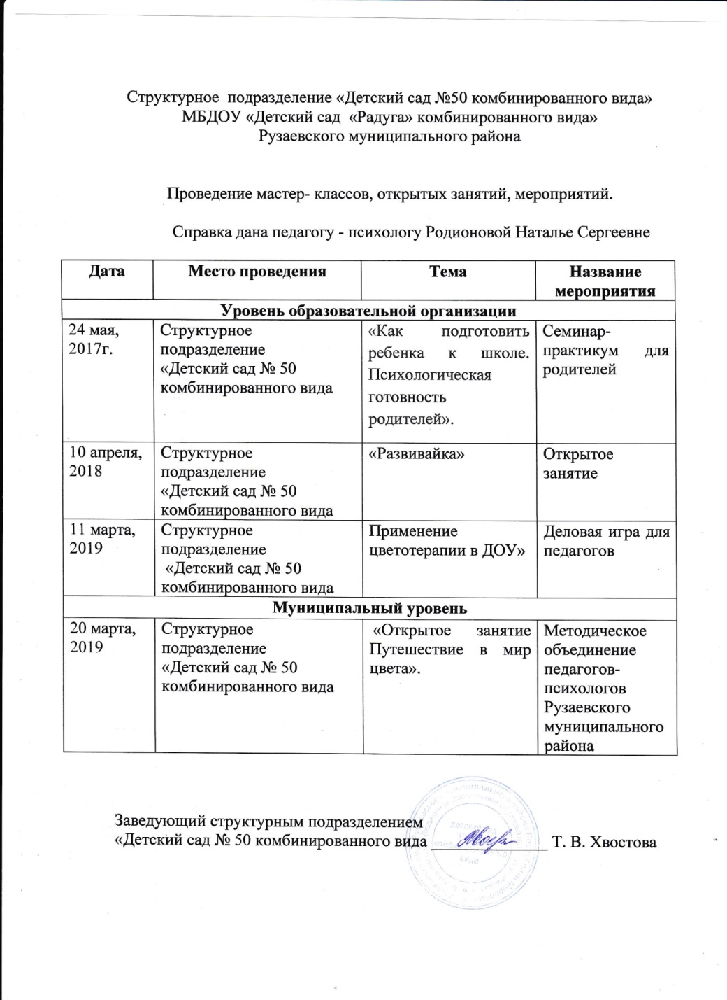 Структурное  подразделение «Детский сад №50 комбинированного вида»
МБДОУ «Детский сад  «Радуга» комбинированного вида»
Рузаевского муниципального района
Проведение мастер- классов, открытых занятий, мероприятий.
Справка дана педагогу - психологу Родионовой Наталье Сергеевне
Дата
Место проведения
Тема
Название
мероприятия
Уровень образовательной организации
24 мая,
2017г.
Структурное
подразделение
«Детский сад № 50
комбинированного вида
«Как подготовить
ребенка к школе.
Психологическая
готовность
родителей».
Семинар-
практикум для
родителей
10 апреля,
2018
Структурное
подразделение
«Детский сад № 50
комбинированного вида
«Развивайка»
Открытое
занятие
11 марта,
2019
Структурное
подразделение
«Детский сад № 50
комбинированного вида
Применение
цветотерапии в ДОУ»
Деловая игра для
педагогов
Муниципальный уровень
20 марта,
2019
Структурное
подразделение
«Детский сад № 50
комбинированного вида
«Открытое занятие
Путешествие в мир
цвета».
Методическое
объединение
педагогов-
психологов
Рузаевского
муниципального
района
Заведующий структурным подразделением
«Детский сад № 50 комбинированного вида ______________ Т. В. Хвостова